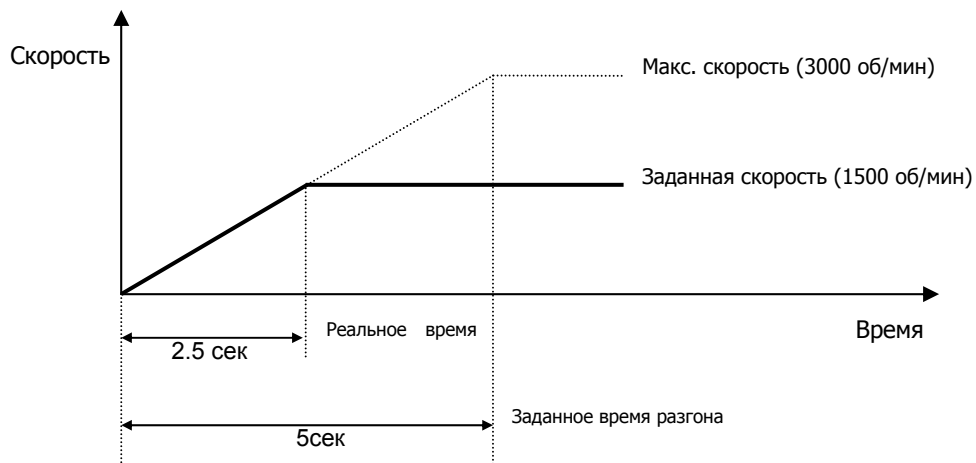 Скорость
Макс. скорость (3000 об/мин)
Заданная скорость (1500 об/мин)
Реальное время
Время
2.5 сек
Заданное время разгона
5сек